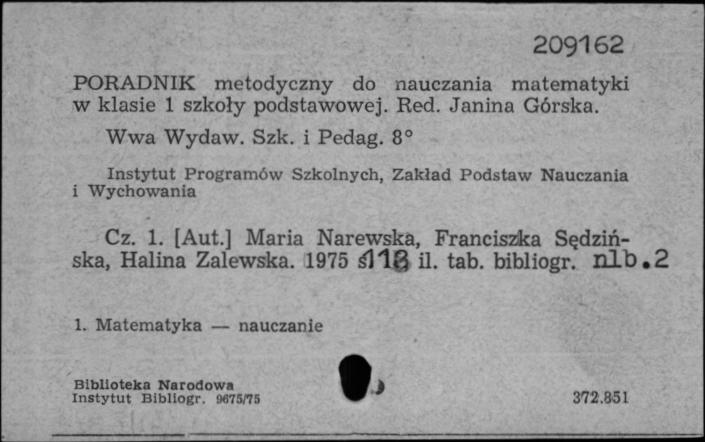 209162
PORADNIK metodyczny do nauczania matematyki
w klasie 1 szkoły podstawowej. Red. Janina Górska.
Wwa Wydaw. Szk. i Pedag. 8°
Instytut Programów Szkolnych, Zakład Podstaw Nauczania
i Wychowania
Cz. 1. [Aut.] Maria Narewska, Franciszka Sędziń-
ska, Halina Zalewska. 1975 s. il. tab. bibliogr. nlb.2
1. Matematyka — nauczanie
Biblioteka Narodowa
Instytut Bibliogr. 9675/75
372.851